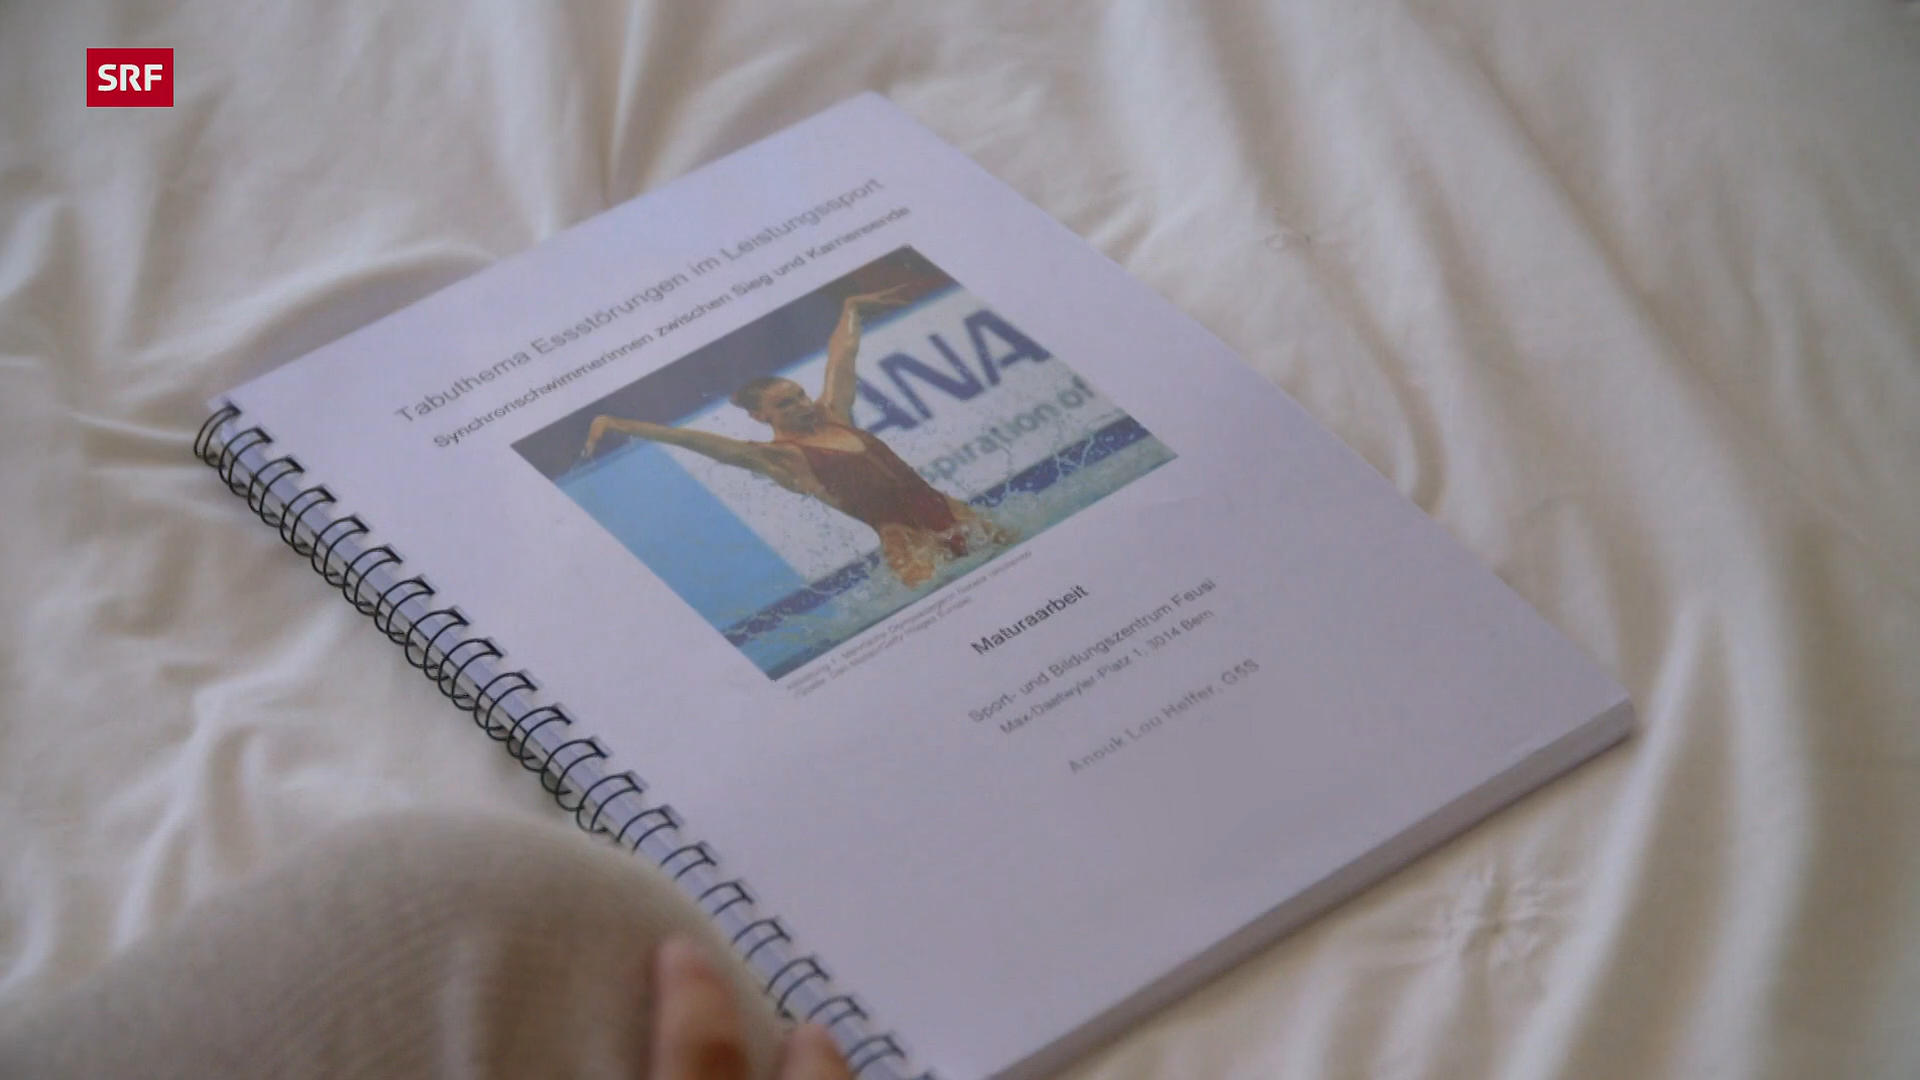 SRF
Tabuthema Essstörungen im Leistungssport
Synchronschwimmerinnen zwischen Sieg und Karriereende
ANA
spiration of
Maturaarbeit
Sport- und Bildungszentrum Feusi
Max-Daetwyler-Platz 1, 3014 Bern
Anouk Lou Helfer, G5S